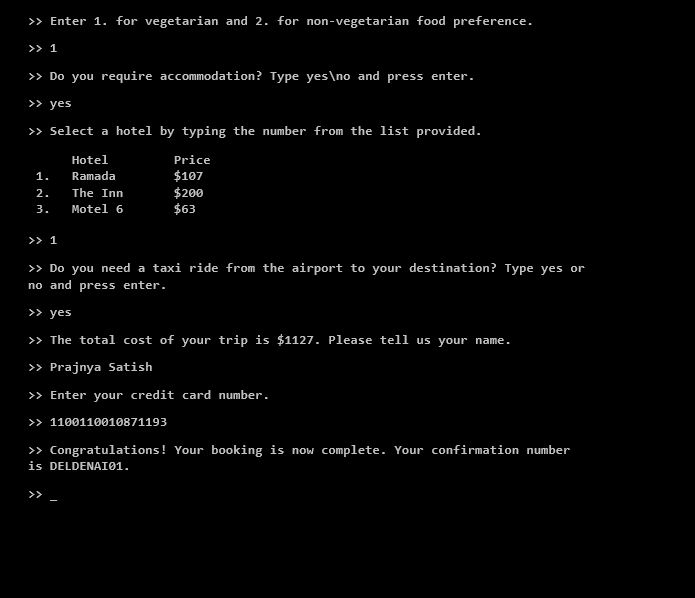 >> Enter 1. for vegetarian and 2. for non-vegetarian food preference.
>> 1
>> Do you require accommodation? Type yes\no and press enter.
>> yes
>> Select a hotel by typing the number from the list provided.
Hotel Price
1. Ramada $107
2. The Inn $200
3. Motel 6 $63
>> 1
>> Do you need a taxi ride from the airport to your destination? Type yes or
no and press enter.
>> yes
>> The total cost of your trip is $1127. Please tell us your name.
>> Prajnya Satish
>> Enter your credit card number.
>> 1100110010871193
>> Congratulations! Your booking is now complete. Your confirmation number
is DELDENAI01.
>> _